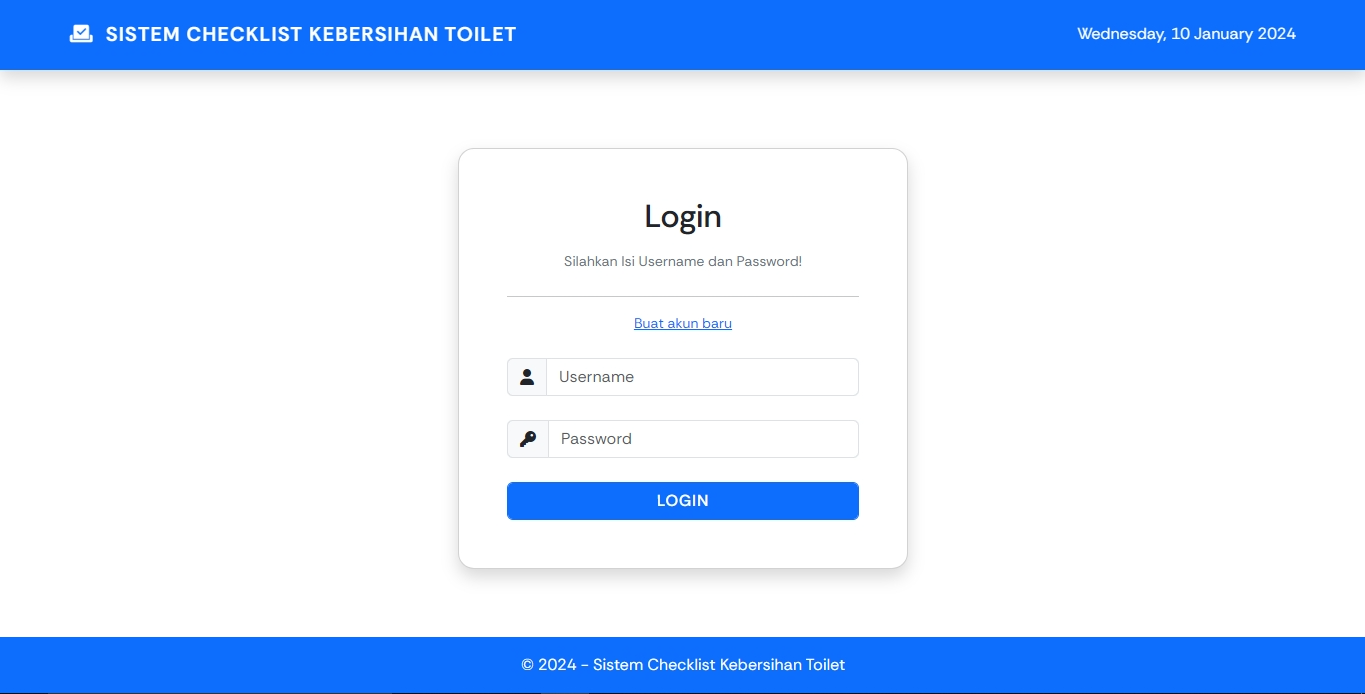 SISTEM CHECKLIST KEBERSIHAN TOILET
Wednesday, 10 January 2024
Login
Silahkan Isi Username dan Password!
Buat akun baru
Username
Password
LOGIN
© 2024 - Sistem Checklist Kebersihan Toilet